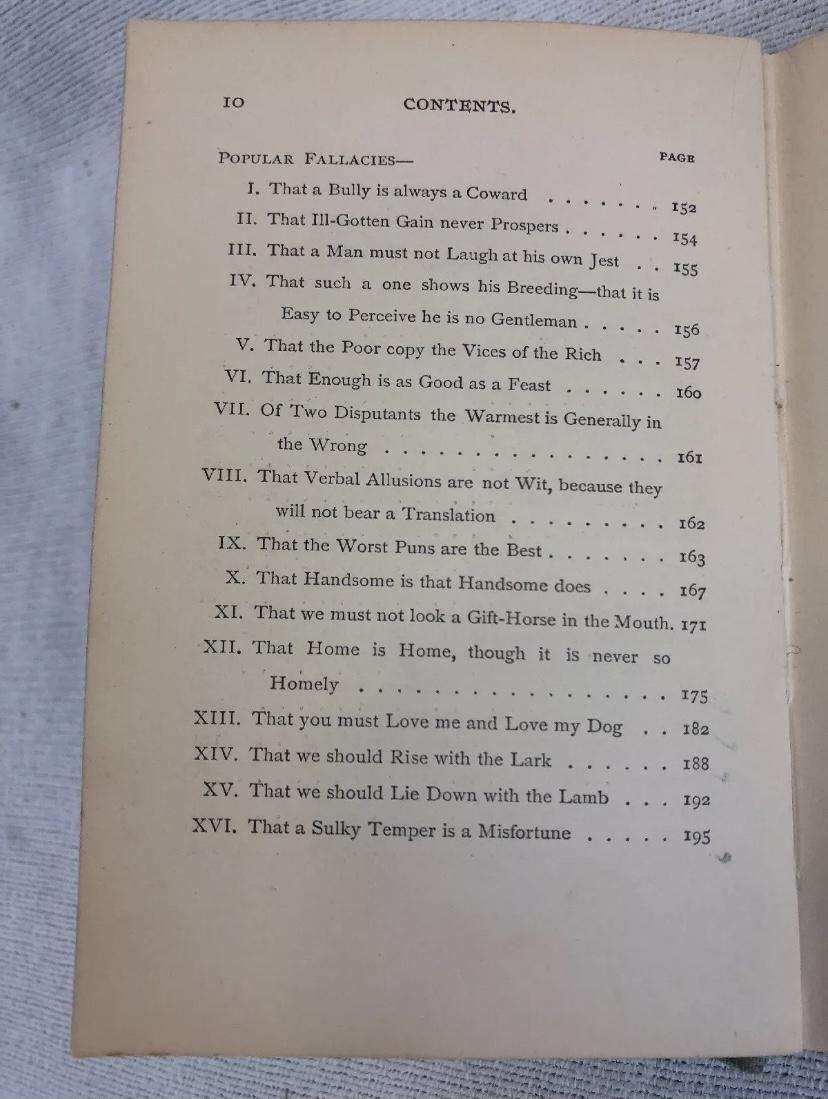 10 CONTENTS.
POPULAR FALLACIES— PAGE
I. That a Bully is always a Coward . . . . . . . 152
II. That Ill-Gotten Gain never Prospers . . . . . . 154
III. That a Man must not Laugh at his own Jest . . 155
IV. That such a one shows his Breeding—that it is
Easy to Perceive he is no Gentleman . . . . . 156
V. That the Poor copy the Vices of the Rich . . . 157
VI. That Enough is as Good as a Feast . . . . . . 160
VII. Of Two Disputants the Warmest is Generally in
the Wrong . . . . . . . . . . . . . . . 161
VIII. That Verbal Allusions are not Wit, because they
will not bear a Translation . . . . . . . . . 162
IX. That the Worst Puns are the Best . . . . . . . 163
X. That Handsome is that Handsome does . . . . 167
XI. That we must not look a Gift-Horse in the Mouth. 171
XII. That Home is Home, though it is never so
Homely . . . . . . . . . . . . . . . . . 175
XIII. That you must Love me and Love my Dog . . 182
XIV. That we should Rise with the Lark . . . . . . 188
XV. That we should Lie Down with the Lamb . . . 192
XVI. That a Sulky Temper is a Misfortune . . . . . 195